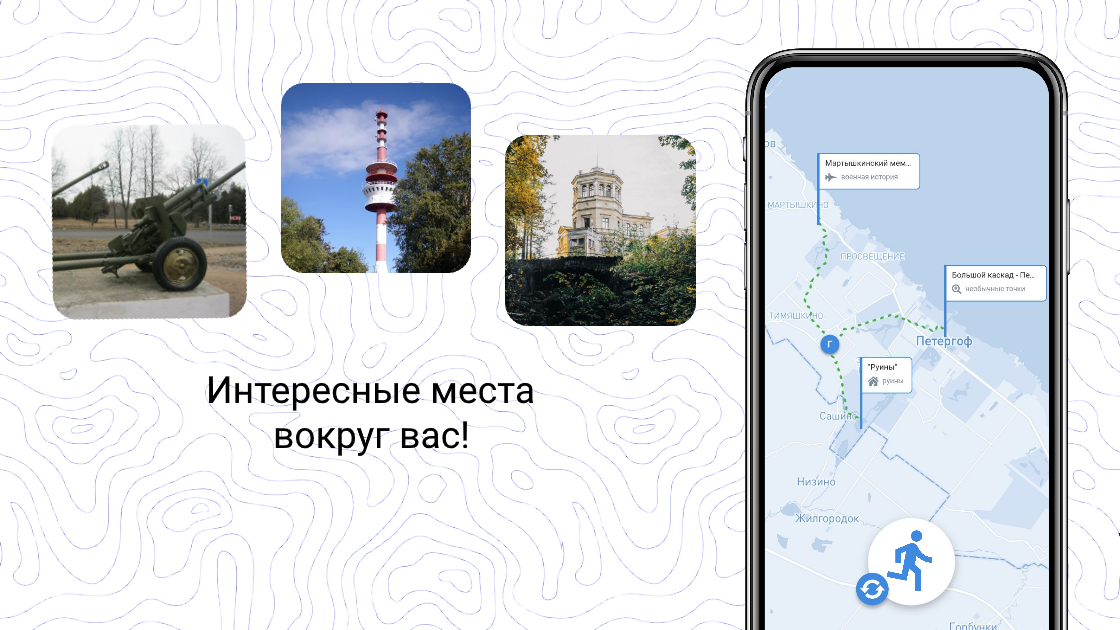 Интересные места
вокруг вас!
ОВ
Мартышкинский мем...
военная история
МАРТЫШКИНО
ПРОСВЕЩЕНИЕ
Большой каскад - Пе...
необычные точки
ТИМЯШКИНО
Г
Петергоф
"Руины"
руины
Сашино
Низино
Жилгородок
Горбунки